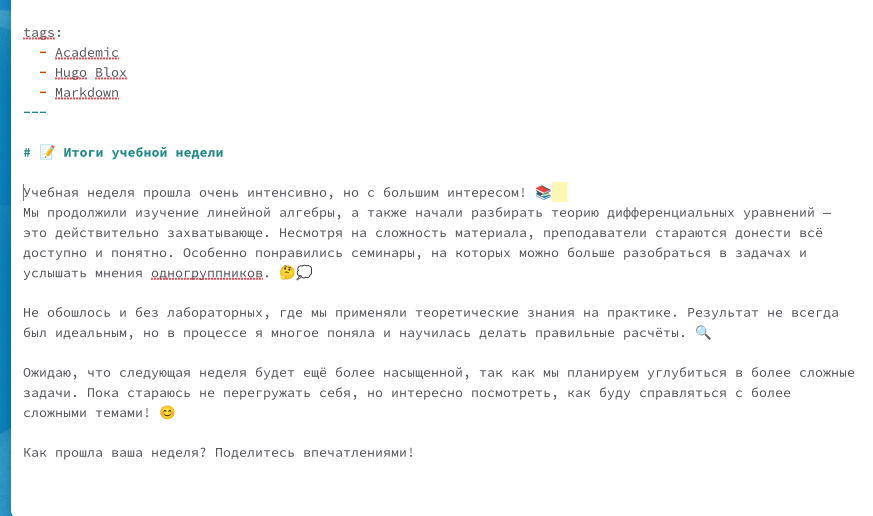 tags:
- Academic
- Hugo Blox
- Markdown
---
# 📝 Итоги учебной недели
Учебная неделя прошла очень интенсивно, но с большим интересом! 📚
Мы продолжили изучение линейной алгебры, а также начали разбирать теорию дифференциальных уравнений —
это действительно захватывающе. Несмотря на сложность материала, преподаватели стараются донести всё
доступно и понятно. Особенно понравились семинары, на которых можно больше разобраться в задачах и
услышать мнения одногруппников. 🤔💭
Не обошлось и без лабораторных, где мы применяли теоретические знания на практике. Результат не всегда
был идеальным, но в процессе я многое поняла и научилась делать правильные расчёты. 🔍
Ожидаю, что следующая неделя будет ещё более насыщенной, так как мы планируем углубиться в более сложные
задачи. Пока стараюсь не перегружать себя, но интересно посмотреть, как буду справляться с более
сложными темами! 😊
Как прошла ваша неделя? Поделитесь впечатлениями!